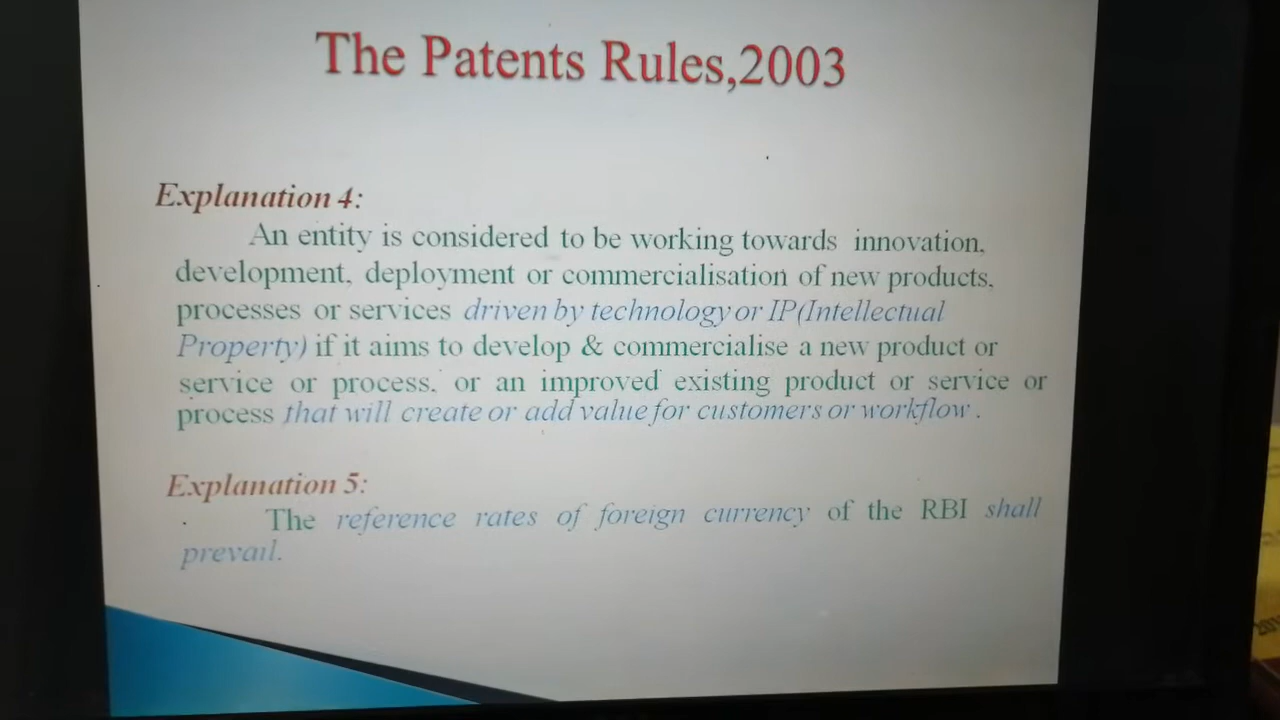 The Patents Rules,2003
Explanation 4:
An entity is considered to be working towards innovation,
development, deployment or commercialisation of new products,
processes or services driven by technology or IP(Intellectual
Property) if it aims to develop & commercialise a new product or
service or process, or an improved existing product or service or
process that will create or add value for customers or workflow .
Explanation 5:
The reference rates of foreign currency of the RBI shall
prevail.